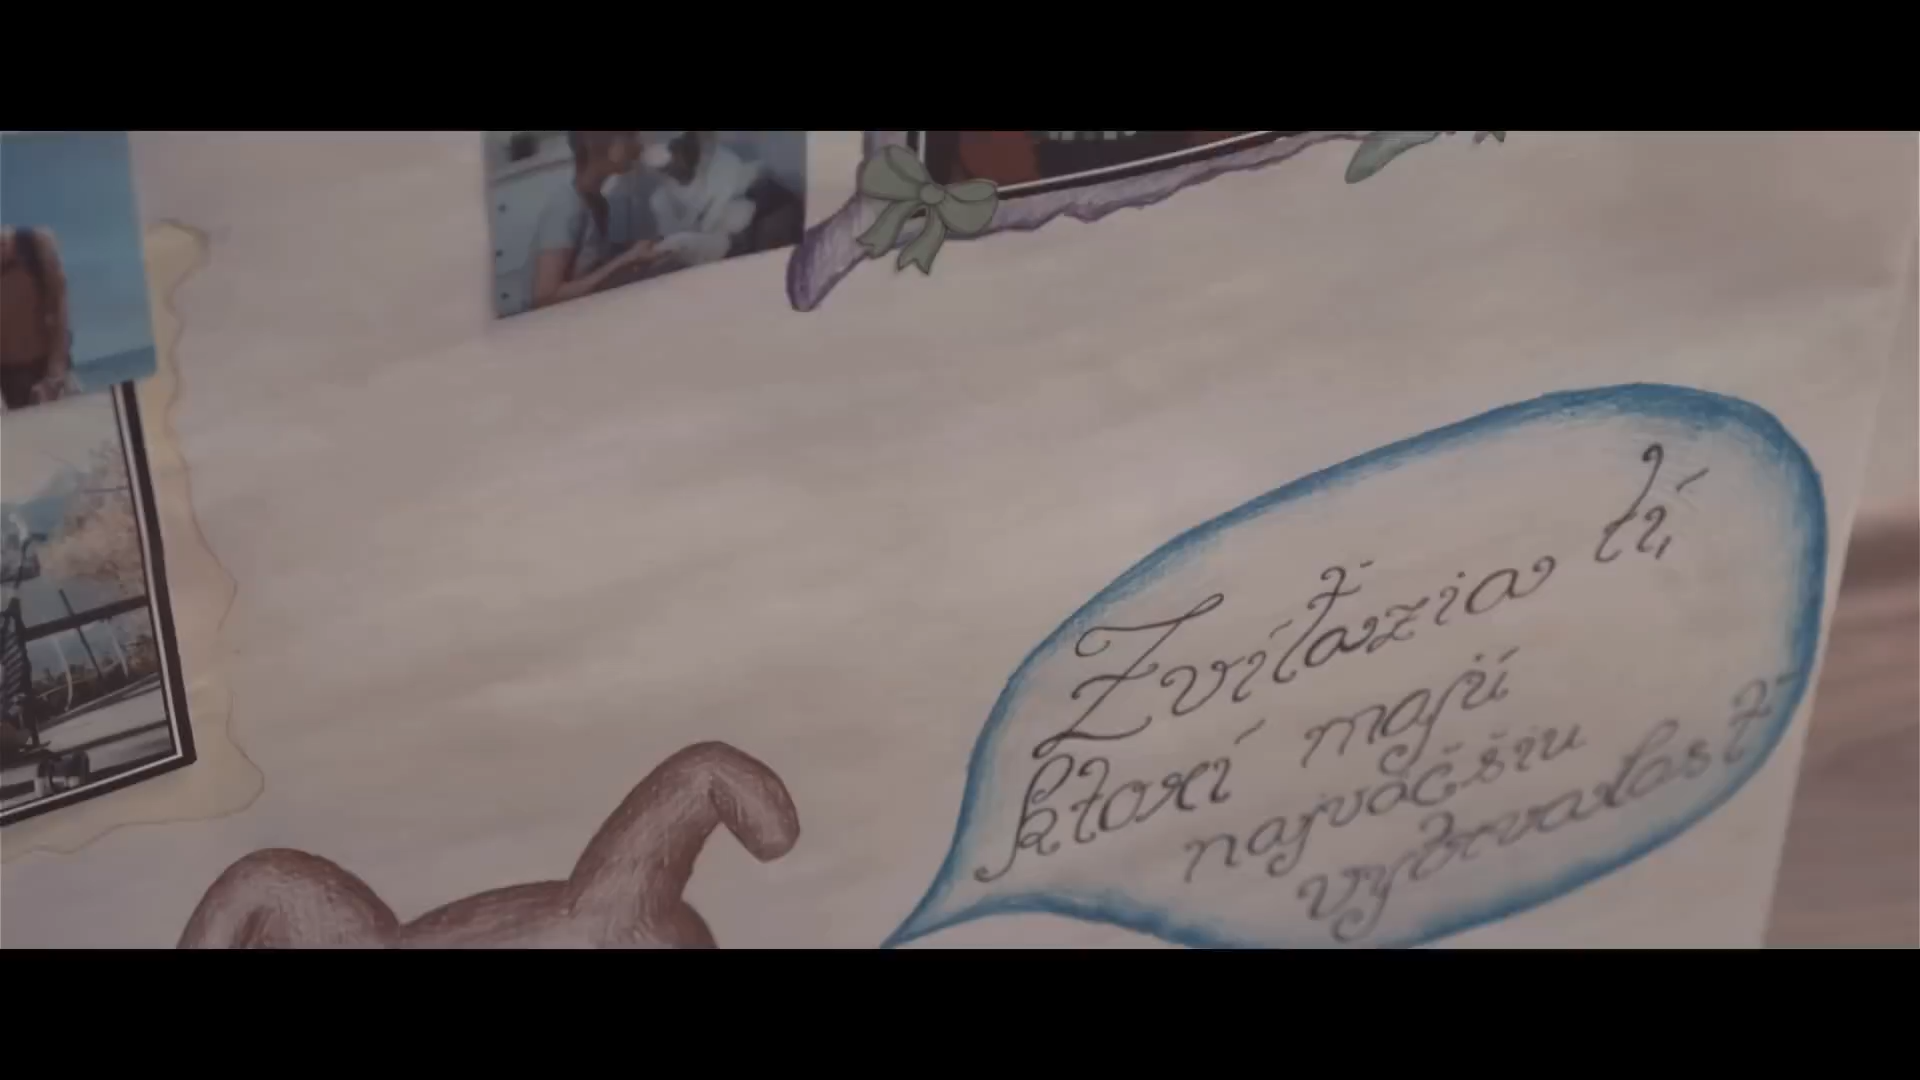 Zvíťazia tí,
ktorí majú
najväčšiu
vytrvalosť